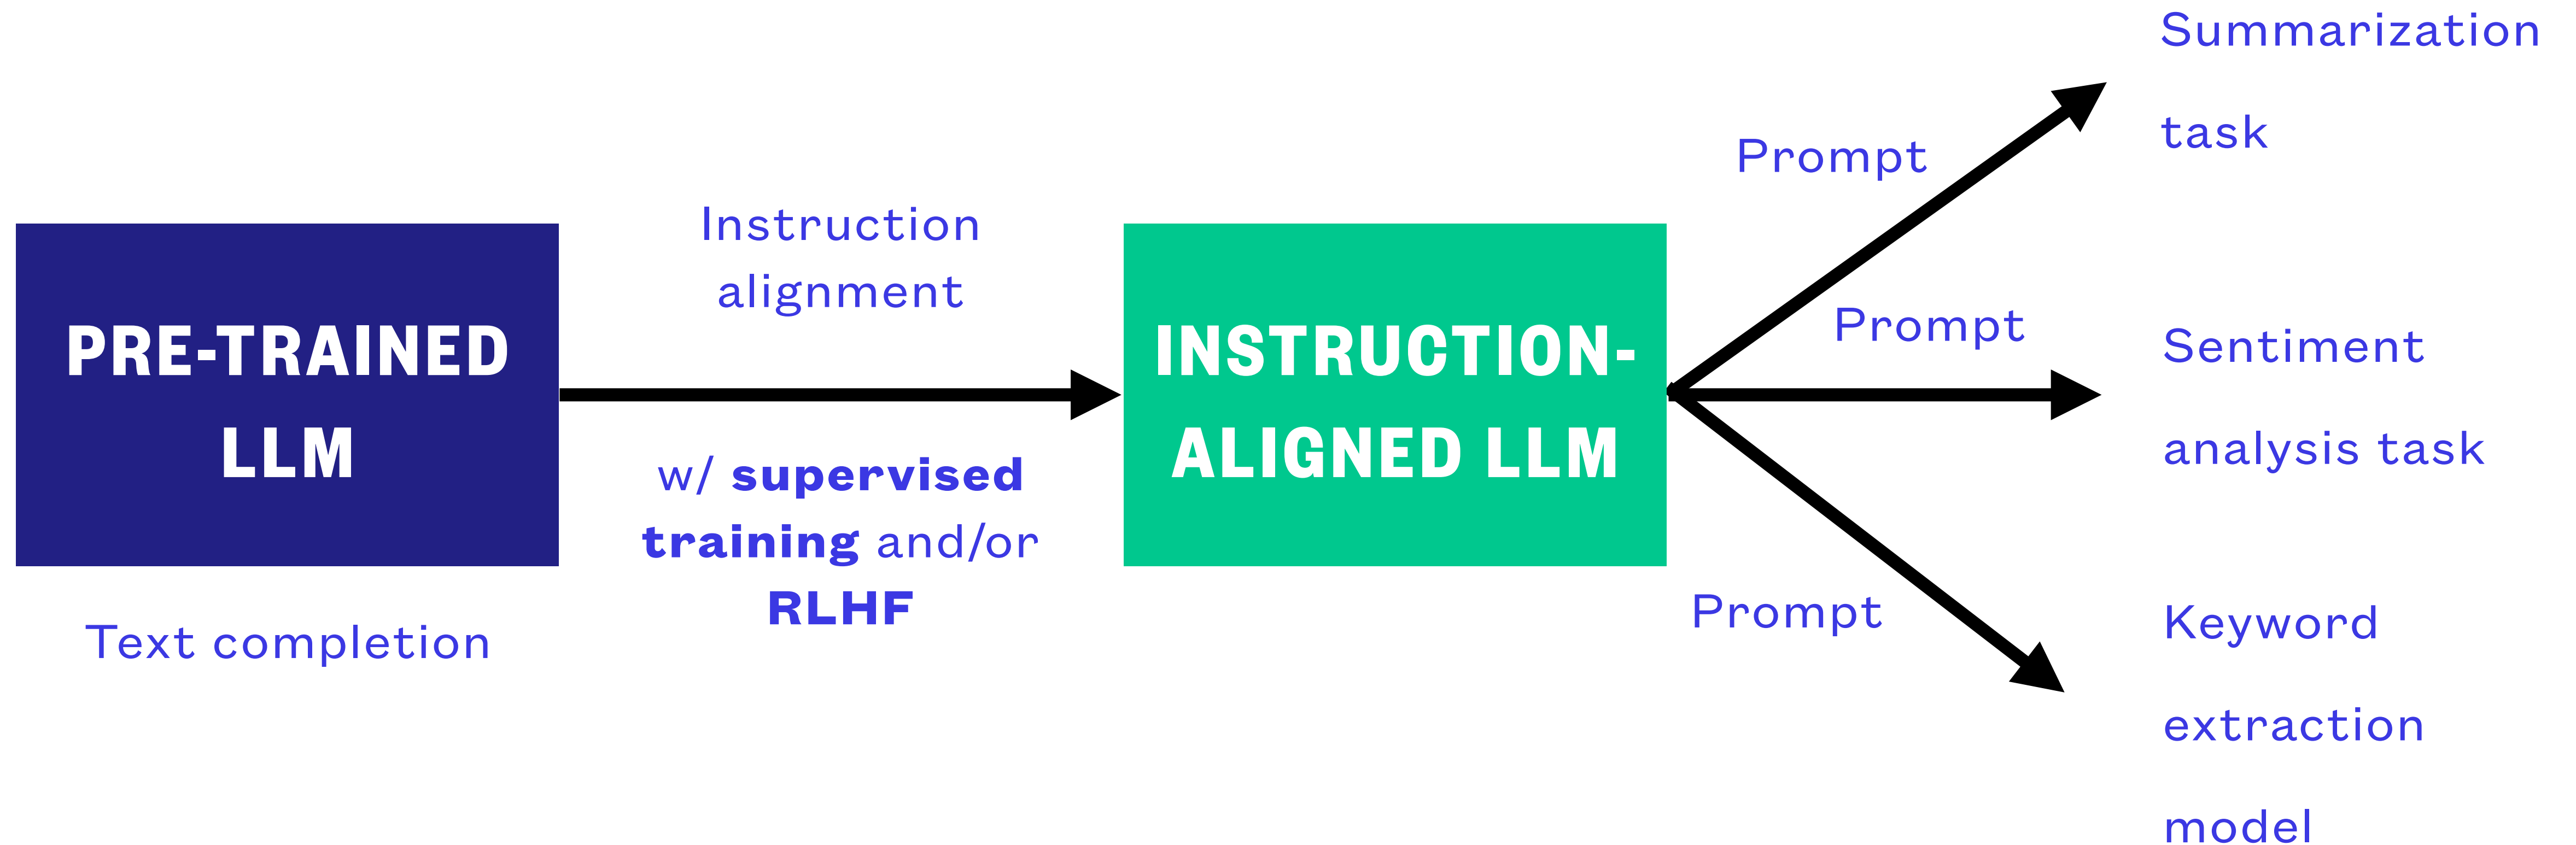 PRE-TRAINED
LLM
Text completion
Instruction
alignment
w/ supervised
training and/or
RLHF
INSTRUCTION-
ALIGNED LLM
Prompt
Summarization
task
Prompt
Sentiment
analysis task
Prompt
Keyword
extraction
model